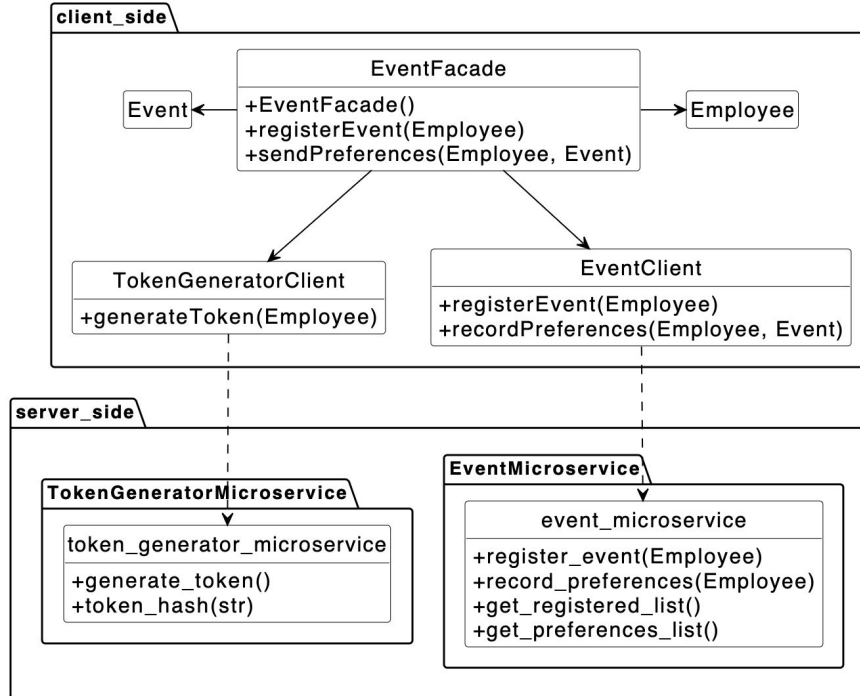 client_side
EventFacade
Event
+EventFacade()
Employee
+registerEvent(Employee)
+sendPreferences(Employee, Event)
TokenGeneratorClient
+generateToken(Employee)
EventClient
+registerEvent(Employee)
+recordPreferences(Employee, Event)
server_side
TokenGeneratorMicroservice
token_generator_microservice
+generate_token()
+token_hash(str)
EventMicroservice
event_microservice
+register_event(Employee)
+record_preferences(Employee)
+get_registered_list()
+get_preferences_list()